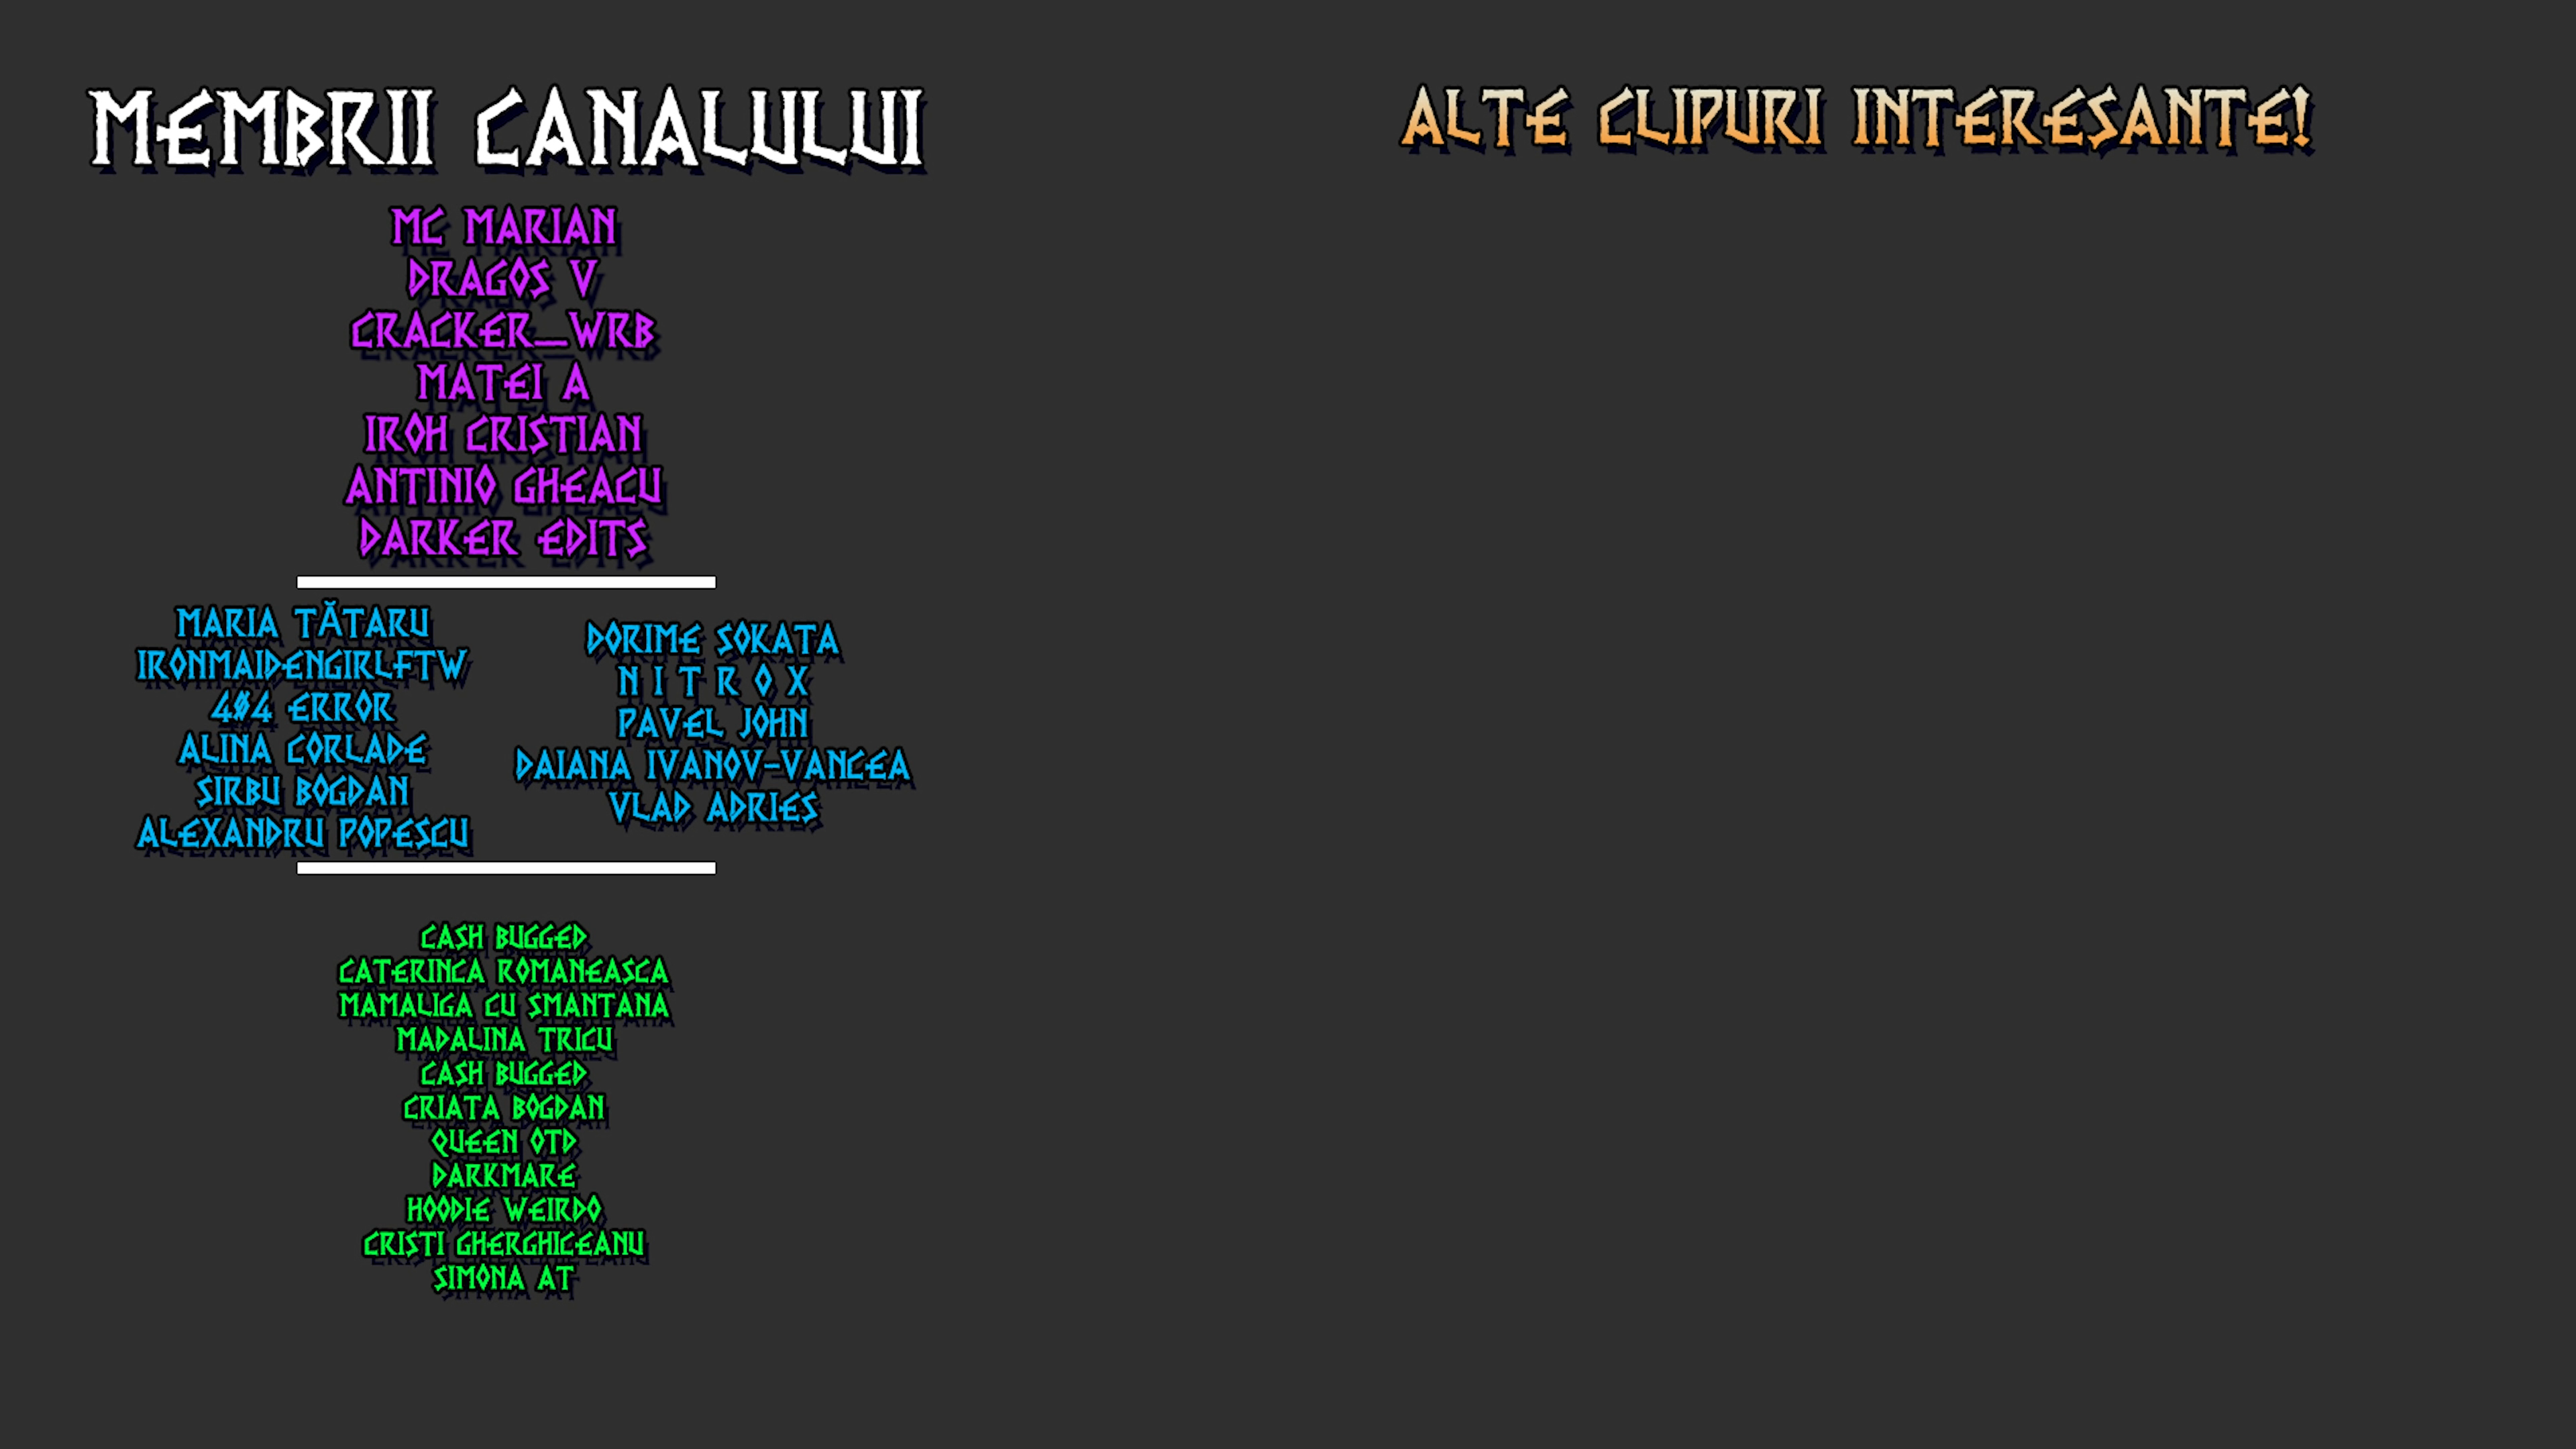 MEMBRII CANALULUI
MC MARIAN
DRAGOS V
CRACKER_WRB
MATEI A
IROH CRISTIAN
ANTINIO GHEACU
DARKER EDITS
MARIA TĂTARU
IRONMAIDENGIRLFTW
404 ERROR
ALINA CORLADE
SIRBU BOGDAN
ALEXANDRU POPESCU
DORIME SOKATA
N I T R O X
PAVEL JOHN
DAIANA IVANOV-VANCEA
VLAD ADRIES
CASH BUGGED
CATERINCA ROMANEASCA
MAMALIGA CU SMANTANA
MADALINA TRICU
CASH BUGGED
CRIATA BOGDAN
QUEEN OTD
DARKMARE
HOODIE WEIRDO
CRISTI GHERGHICEANU
SIMONA AT
ALTE CLIPURI INTERESANTE!